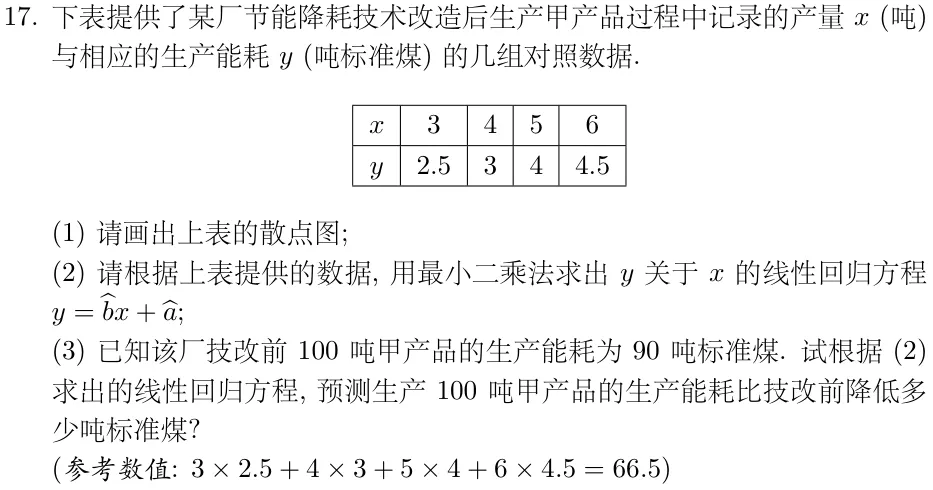 17. 下表提供了某厂节能降耗技术改造后生产甲产品过程中记录的产量 x (吨)
与相应的生产能耗 y (吨标准煤) 的几组对照数据.
x 3 4 5 6
y 2.5 3 4 4.5
(1) 请画出上表的散点图;
(2) 请根据上表提供的数据, 用最小二乘法求出 y 关于 x 的线性回归方程
y = b̂x + â;
(3) 已知该厂技改前 100 吨甲产品的生产能耗为 90 吨标准煤. 试根据 (2)
求出的线性回归方程, 预测生产 100 吨甲产品的生产能耗比技改前降低多
少吨标准煤?
(参考数值: 3 × 2.5 + 4 × 3 + 5 × 4 + 6 × 4.5 = 66.5)